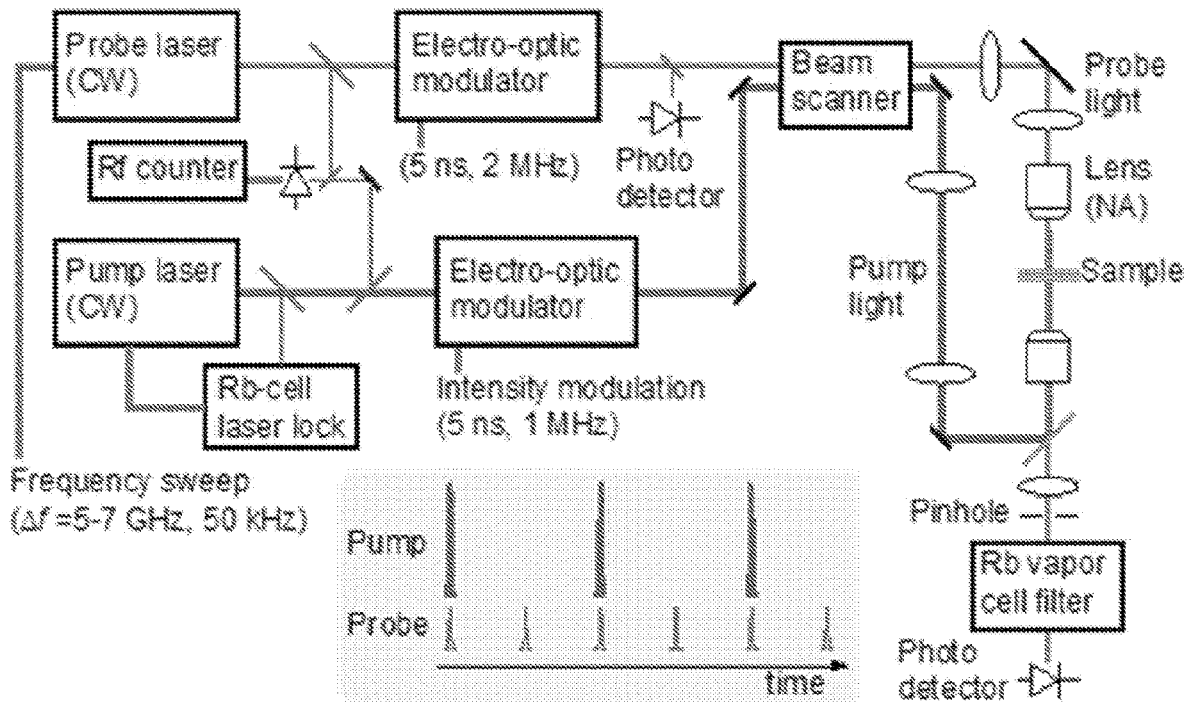 Probe laser
(CW)
Electro-optic
modulator
Beam
scanner
Probe
light
Rf counter
(5 ns, 2 MHz)
Photo
detector
Lens
(NA)
Pump laser
(CW)
Electro-optic
modulator
Pump
light
Sample
Rb-cell
laser lock
Intensity modulation
(5 ns, 1 MHz)
Frequency sweep
(Δf =5-7 GHz, 50 kHz)
Pump
Probe
time
Pinhole
Rb vapor
cell filter
Photo
detector